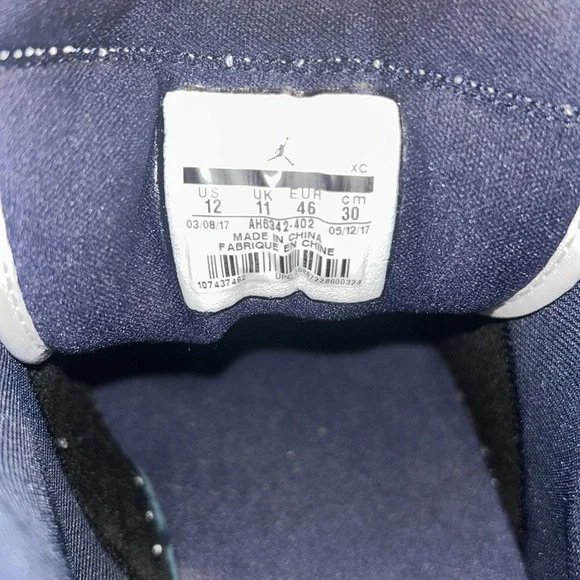 XC
US UK EUR cm
12 11 46 30
03/08/17 AH6342-402 05/12/17
MADE IN CHINA
FABRIQUE EN CHINE
UPC